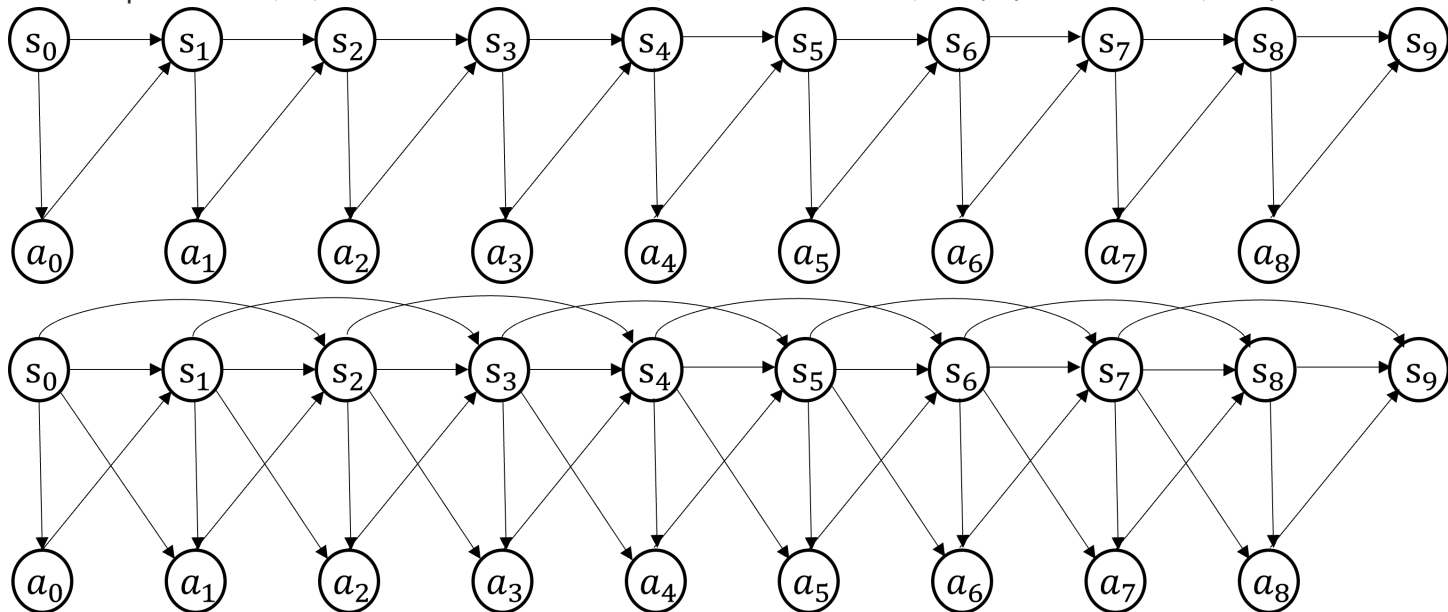 s₀ s₁ s₂ s₃ s₄ s₅ s₆ s₇ s₈ s₉
a₀ a₁ a₂ a₃ a₄ a₅ a₆ a₇ a₈
s₀ s₁ s₂ s₃ s₄ s₅ s₆ s₇ s₈ s₉
a₀ a₁ a₂ a₃ a₄ a₅ a₆ a₇ a₈